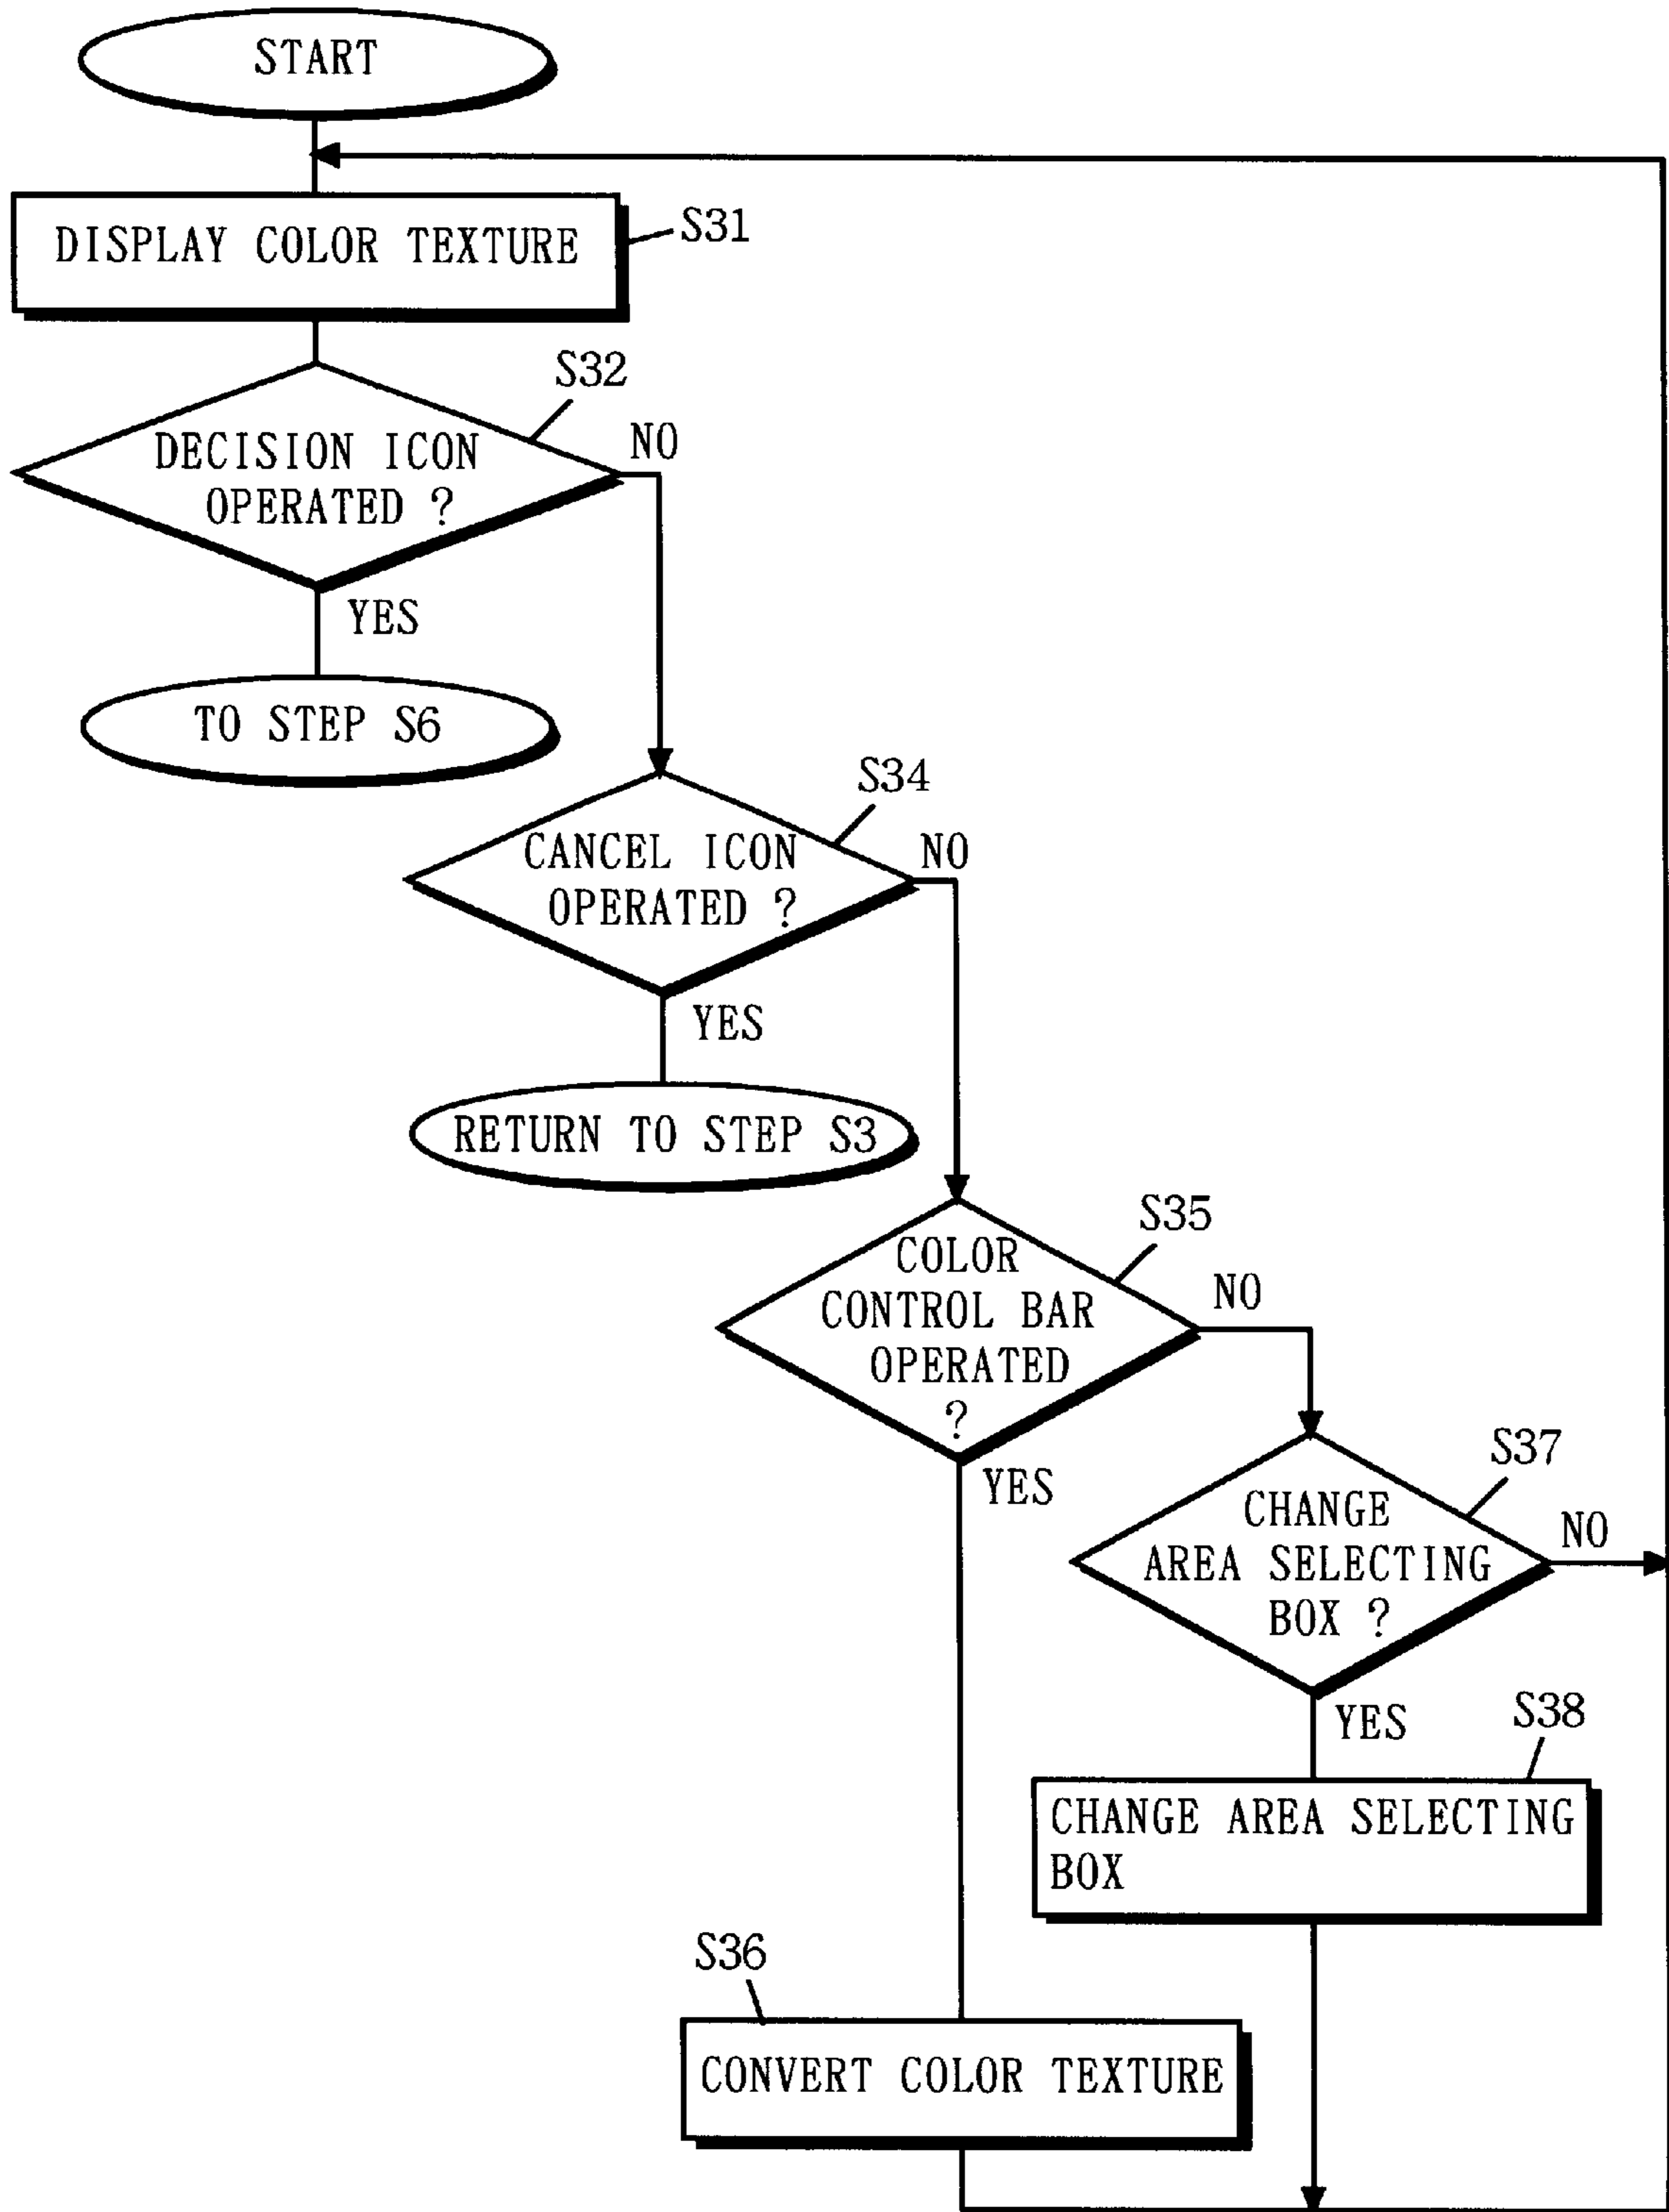 START
DISPLAY COLOR TEXTURE
S31
S32
DECISION ICON
OPERATED ?
NO
YES
TO STEP S6
S34
CANCEL ICON
OPERATED ?
NO
YES
RETURN TO STEP S3
S35
COLOR
CONTROL BAR
OPERATED
?
NO
YES
S37
CHANGE
AREA SELECTING
BOX ?
NO
YES
S38
CHANGE AREA SELECTING
BOX
S36
CONVERT COLOR TEXTURE